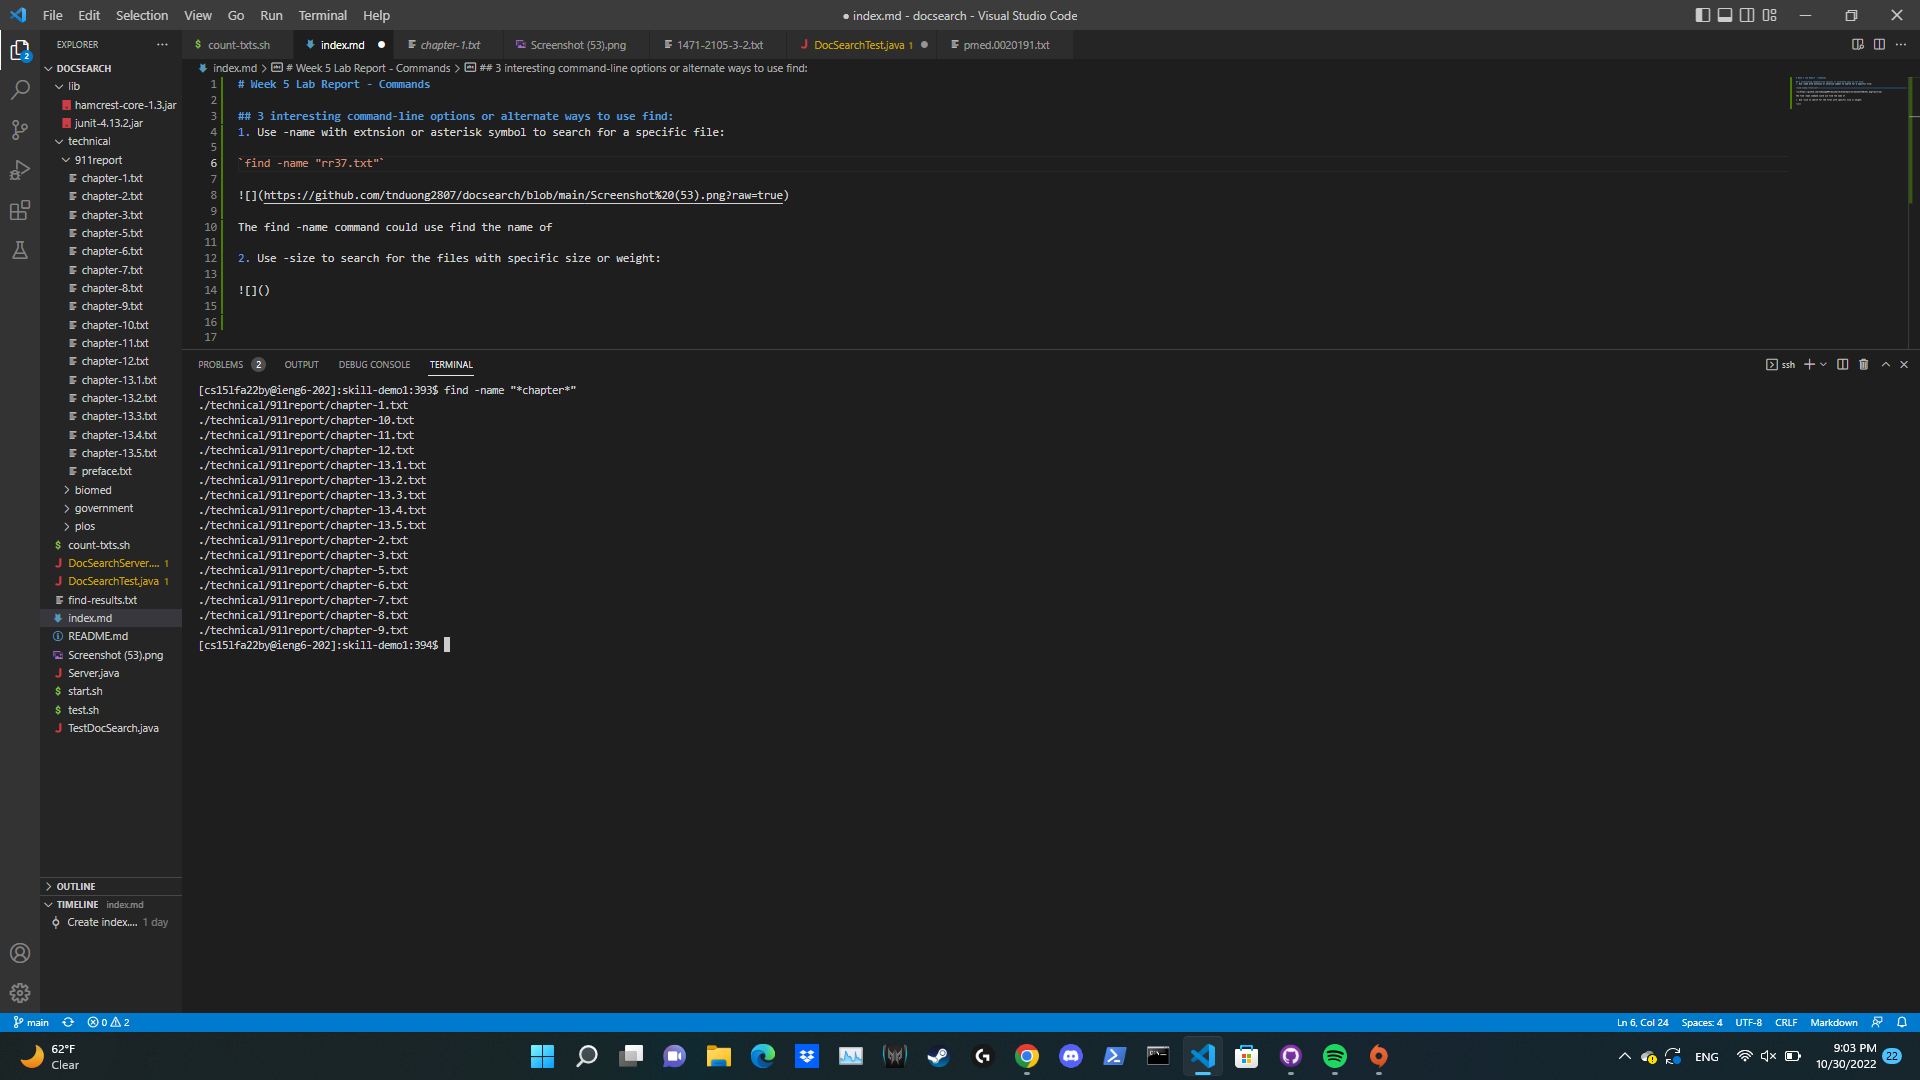 File Edit Selection View Go Run Terminal Help
● index.md - docsearch - Visual Studio Code
EXPLORER
DOCSEARCH
lib
hamcrest-core-1.3.jar
junit-4.13.2.jar
technical
911report
chapter-1.txt
chapter-2.txt
chapter-3.txt
chapter-5.txt
chapter-6.txt
chapter-7.txt
chapter-8.txt
chapter-9.txt
chapter-10.txt
chapter-11.txt
chapter-12.txt
chapter-13.1.txt
chapter-13.2.txt
chapter-13.3.txt
chapter-13.4.txt
chapter-13.5.txt
preface.txt
biomed
government
plos
count-txts.sh
DocSearchServer.... 1
DocSearchTest.java 1
find-results.txt
index.md
README.md
Screenshot (53).png
Server.java
start.sh
test.sh
TestDocSearch.java
OUTLINE
TIMELINE index.md
Create index.... 1 day
count-txts.sh index.md chapter-1.txt Screenshot (53).png 1471-2105-3-2.txt DocSearchTest.java 1 pmed.0020191.txt
index.md > # Week 5 Lab Report - Commands > ## 3 interesting command-line options or alternate ways to use find:
1 # Week 5 Lab Report - Commands
2
3 ## 3 interesting command-line options or alternate ways to use find:
4 1. Use -name with extnsion or asterisk symbol to search for a specific file:
5
6 `find -name "rr37.txt"`
7
8 ![](https://github.com/tnduong2807/docsearch/blob/main/Screenshot%20(53).png?raw=true)
9
10 The find -name command could use find the name of
11
12 2. Use -size to search for the files with specific size or weight:
13
14 ![]()
15
16
17
PROBLEMS 2 OUTPUT DEBUG CONSOLE TERMINAL
ssh
[cs15lfa22by@ieng6-202]:skill-demo1:393$ find -name "*chapter*"
./technical/911report/chapter-1.txt
./technical/911report/chapter-10.txt
./technical/911report/chapter-11.txt
./technical/911report/chapter-12.txt
./technical/911report/chapter-13.1.txt
./technical/911report/chapter-13.2.txt
./technical/911report/chapter-13.3.txt
./technical/911report/chapter-13.4.txt
./technical/911report/chapter-13.5.txt
./technical/911report/chapter-2.txt
./technical/911report/chapter-3.txt
./technical/911report/chapter-5.txt
./technical/911report/chapter-6.txt
./technical/911report/chapter-7.txt
./technical/911report/chapter-8.txt
./technical/911report/chapter-9.txt
[cs15lfa22by@ieng6-202]:skill-demo1:394$
2
main 0 2
Ln 6, Col 24 Spaces: 4 UTF-8 CRLF Markdown
62°F
Clear
ENG
9:03 PM
10/30/2022
22